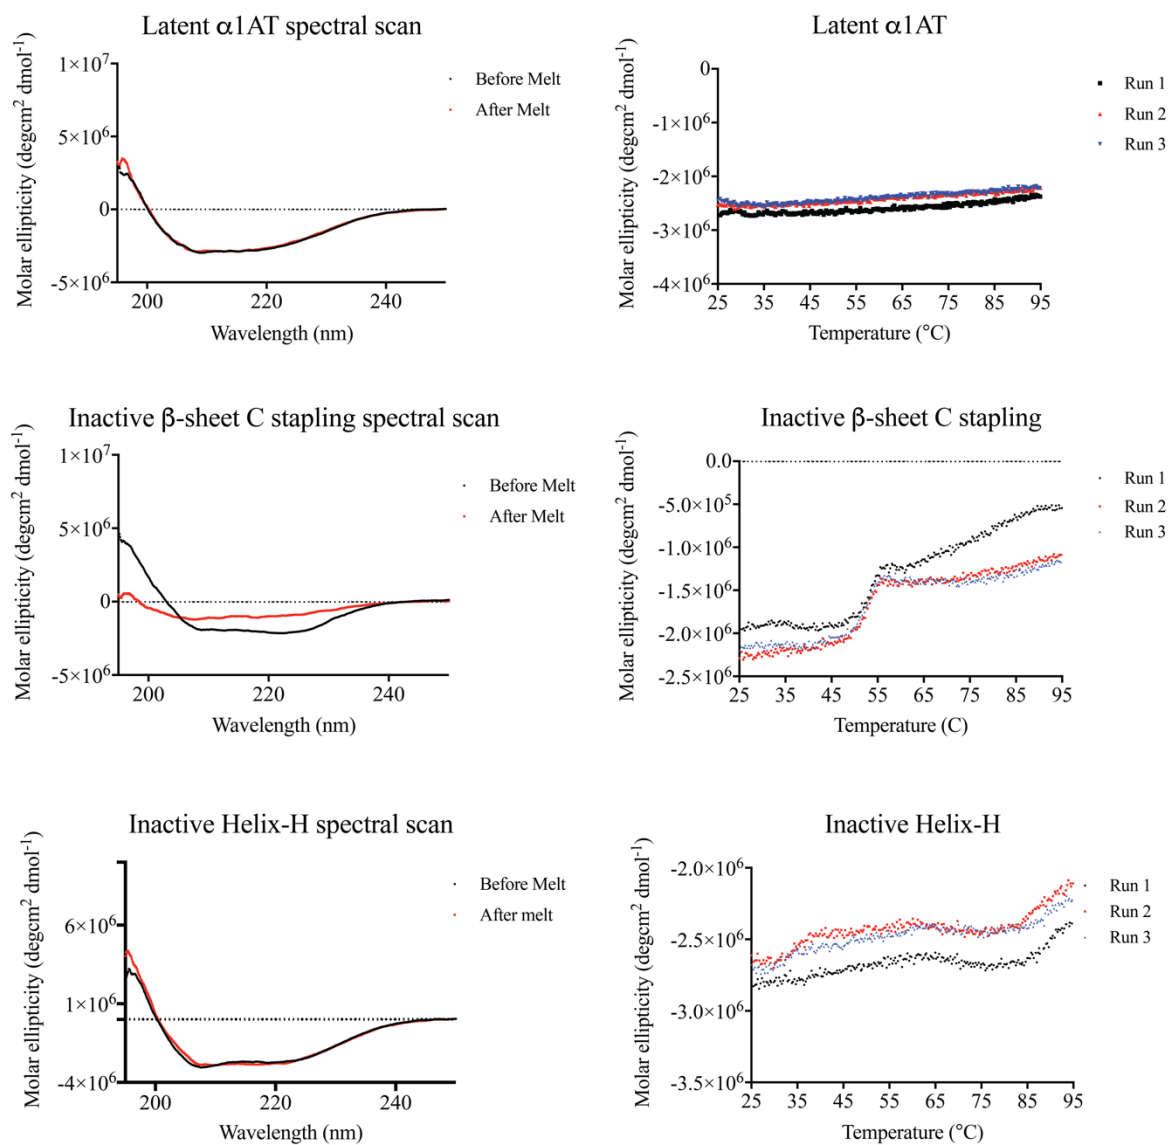 Latent α1AT spectral scan
Molar ellipticity (degcm² dmol⁻¹)
1×10⁷
5×10⁶
0
-5×10⁶
200
220
240
Wavelength (nm)
Before Melt
After Melt
Latent α1AT
Molar ellipticity (degcm² dmol⁻¹)
0
-1×10⁶
-2×10⁶
-3×10⁶
-4×10⁶
25
35
45
55
65
75
85
95
Temperature (°C)
Run 1
Run 2
Run 3
Inactive β-sheet C stapling spectral scan
Molar ellipticity (degcm² dmol⁻¹)
1×10⁷
5×10⁶
0
-5×10⁶
200
220
240
Wavelength (nm)
Before Melt
After Melt
Inactive β-sheet C stapling
Molar ellipticity (degcm² dmol⁻¹)
0.0
-5.0×10⁵
-1.0×10⁶
-1.5×10⁶
-2.0×10⁶
-2.5×10⁶
25
35
45
55
65
75
85
95
Temperature (C)
Run 1
Run 2
Run 3
Inactive Helix-H spectral scan
Molar ellipticity (degcm² dmol⁻¹)
6×10⁶
1×10⁶
-4×10⁶
200
220
240
Wavelength (nm)
Before Melt
After melt
Inactive Helix-H
Molar ellipticity (degcm² dmol⁻¹)
-2.0×10⁶
-2.5×10⁶
-3.0×10⁶
-3.5×10⁶
25
35
45
55
65
75
85
95
Temperature (°C)
Run 1
Run 2
Run 3